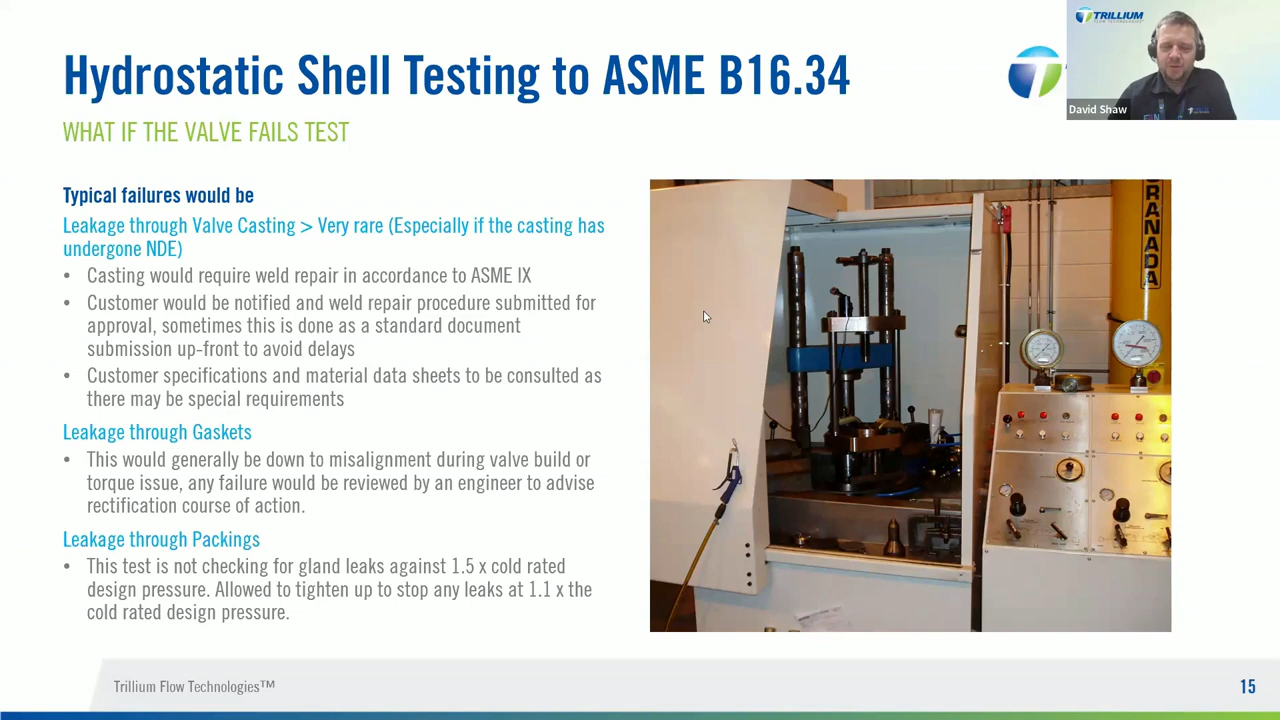 Hydrostatic Shell Testing to ASME B16.34
WHAT IF THE VALVE FAILS TEST
TRILLIUM
FLOW TECHNOLOGIES
David Shaw
Typical failures would be
Leakage through Valve Casting > Very rare (Especially if the casting has
undergone NDE)
• Casting would require weld repair in accordance to ASME IX
• Customer would be notified and weld repair procedure submitted for
approval, sometimes this is done as a standard document
submission up-front to avoid delays
• Customer specifications and material data sheets to be consulted as
there may be special requirements
Leakage through Gaskets
• This would generally be down to misalignment during valve build or
torque issue, any failure would be reviewed by an engineer to advise
rectification course of action.
Leakage through Packings
• This test is not checking for gland leaks against 1.5 x cold rated
design pressure. Allowed to tighten up to stop any leaks at 1.1 x the
cold rated design pressure.
RANADA
Trillium Flow Technologies™
15